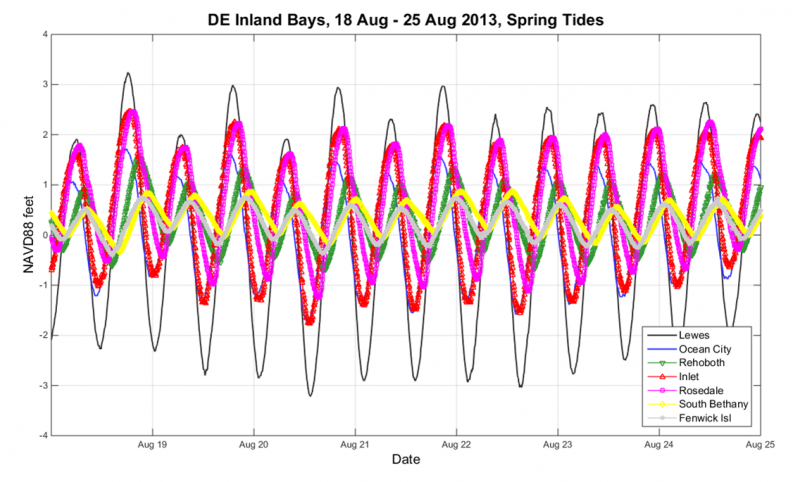 DE Inland Bays, 18 Aug - 25 Aug 2013, Spring Tides
NAVD88 feet
4
3
2
1
0
-1
-2
-3
-4
Lewes
Ocean City
Rehoboth
Inlet
Rosedale
South Bethany
Fenwick Isl
Aug 19
Aug 20
Aug 21
Aug 22
Aug 23
Aug 24
Aug 25
Date